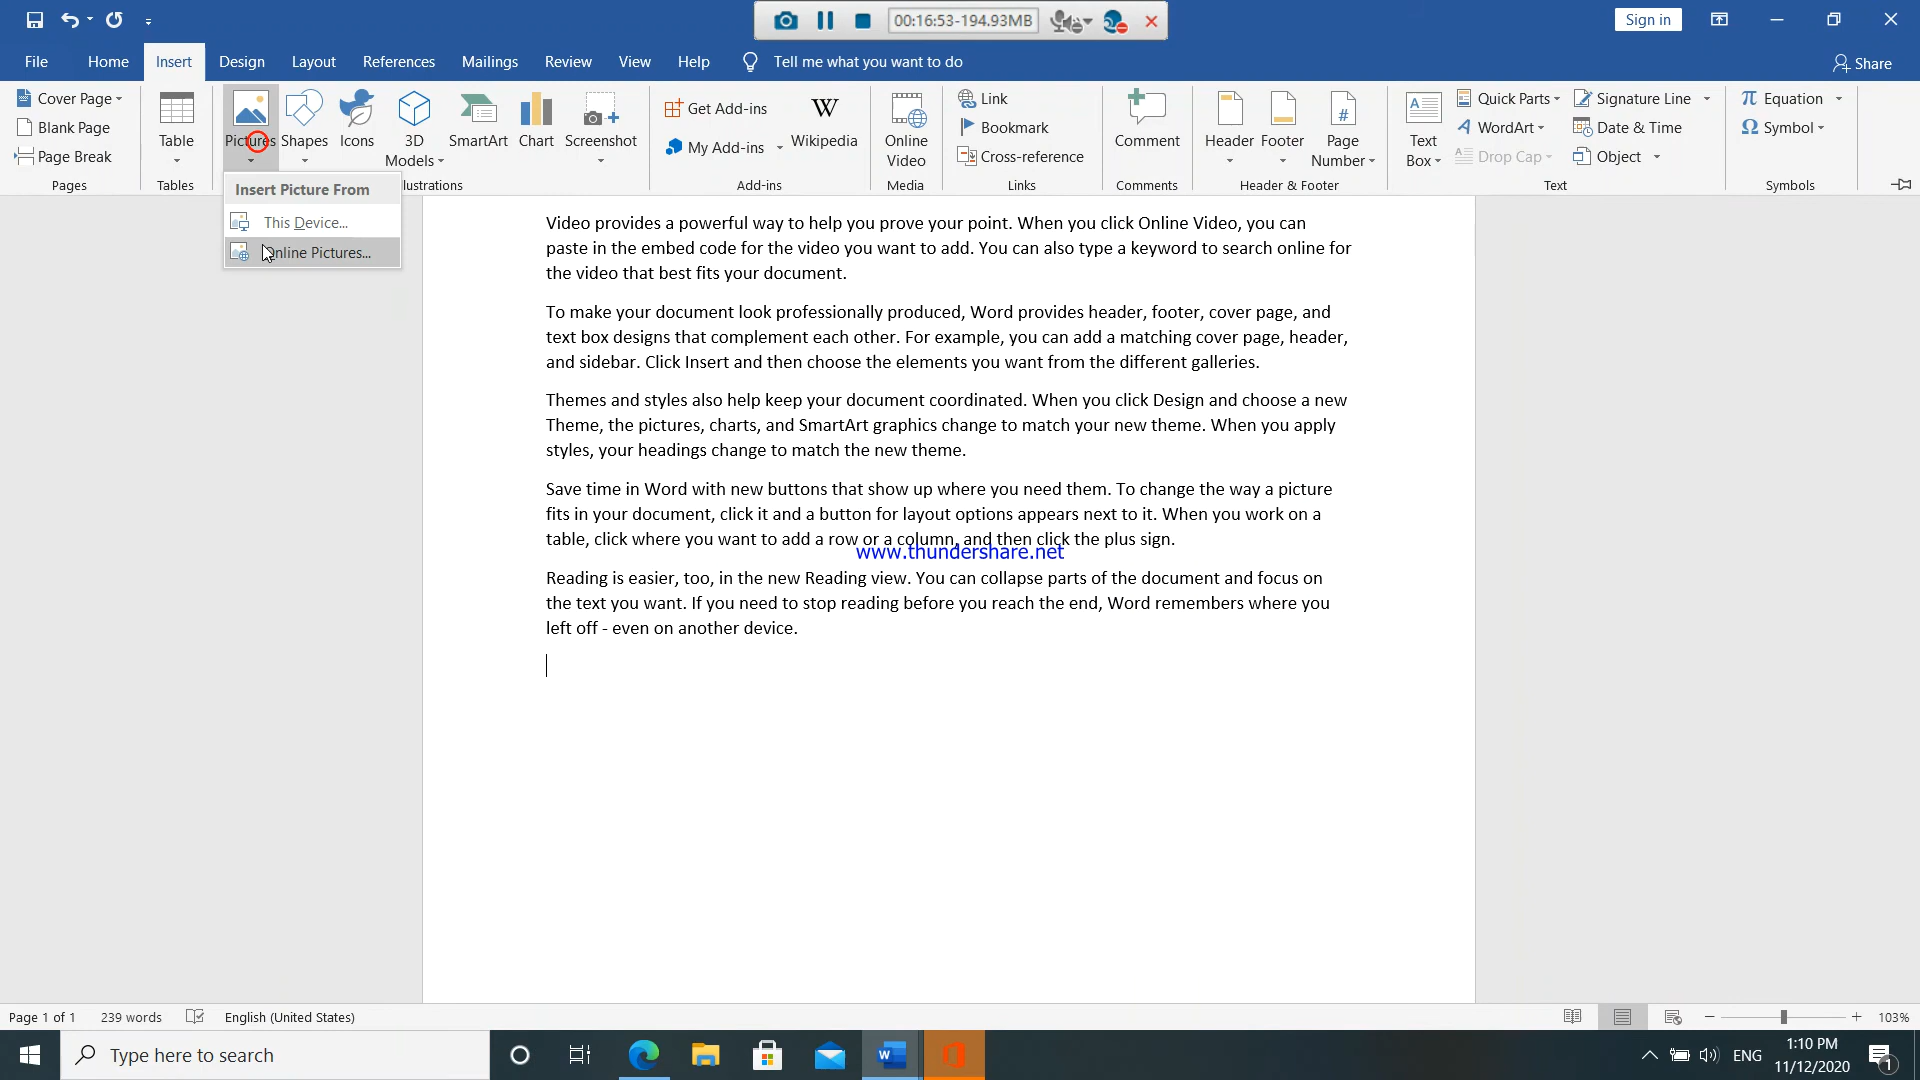 00:16:53-194.93MB
Sign in
File Home Insert Design Layout References Mailings Review View Help Tell me what you want to do Share
Cover Page
Blank Page
Page Break
Pages
Table
Tables
Pictures Shapes Icons 3D Models SmartArt Chart Screenshot
llustrations
Get Add-ins
My Add-ins
Wikipedia
Add-ins
Online Video
Media
Link
Bookmark
Cross-reference
Links
Comment
Comments
Header Footer Page Number
Header & Footer
Text Box
Quick Parts
WordArt
Drop Cap
Signature Line
Date & Time
Object
Text
Equation
Symbol
Symbols
Insert Picture From
This Device...
Online Pictures...
Video provides a powerful way to help you prove your point. When you click Online Video, you can
paste in the embed code for the video you want to add. You can also type a keyword to search online for
the video that best fits your document.
To make your document look professionally produced, Word provides header, footer, cover page, and
text box designs that complement each other. For example, you can add a matching cover page, header,
and sidebar. Click Insert and then choose the elements you want from the different galleries.
Themes and styles also help keep your document coordinated. When you click Design and choose a new
Theme, the pictures, charts, and SmartArt graphics change to match your new theme. When you apply
styles, your headings change to match the new theme.
Save time in Word with new buttons that show up where you need them. To change the way a picture
fits in your document, click it and a button for layout options appears next to it. When you work on a
table, click where you want to add a row or a column, and then click the plus sign.
www.thundershare.net
Reading is easier, too, in the new Reading view. You can collapse parts of the document and focus on
the text you want. If you need to stop reading before you reach the end, Word remembers where you
left off - even on another device.
Page 1 of 1 239 words English (United States) 103%
Type here to search
ENG
1:10 PM
11/12/2020
1